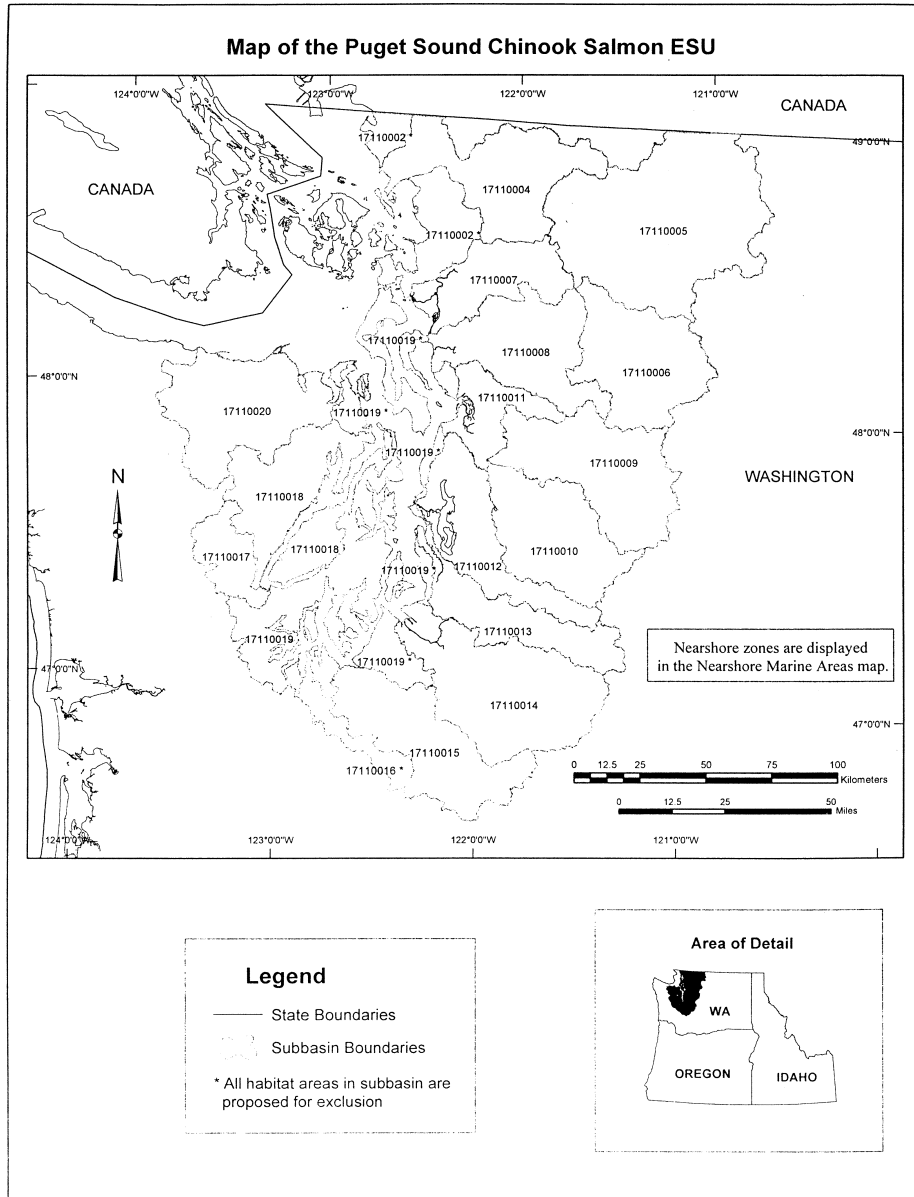 Map of the Puget Sound Chinook Salmon ESU
124°0'0"W
123°0'0"W
122°0'0"W
121°0'0"W
CANADA
49°0'0"N
17110002 *
CANADA
17110004
17110002 *
17110005
17110007
17110019 *
17110008
17110006
48°0'0"N
17110011
17110020
17110019 *
48°0'0"N
17110019 *
17110009
WASHINGTON
N
17110018
17110017
17110018
17110010
17110019 *
17110012
17110019
17110013
Nearshore zones are displayed
in the Nearshore Marine Areas map.
17110019 *
47°0'0"N
17110014
47°0'0"N
17110015
17110016 *
0 12.5 25 50 75 100
Kilometers
0 12.5 25 50
Miles
124°0'0"W
123°0'0"W
122°0'0"W
121°0'0"W
Legend
State Boundaries
Subbasin Boundaries
* All habitat areas in subbasin are
proposed for exclusion
Area of Detail
WA
OREGON
IDAHO